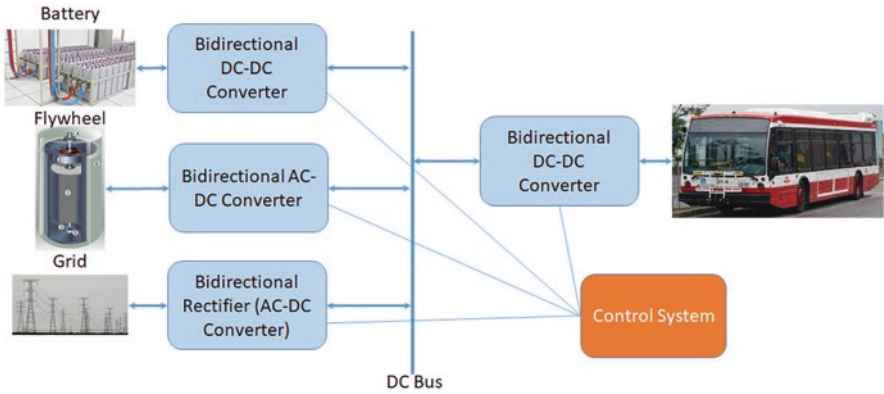 Battery
Bidirectional
DC-DC
Converter
Flywheel
Bidirectional AC-
DC Converter
Bidirectional
DC-DC
Converter
Grid
Bidirectional
Rectifier (AC-DC
Converter)
Control System
DC Bus